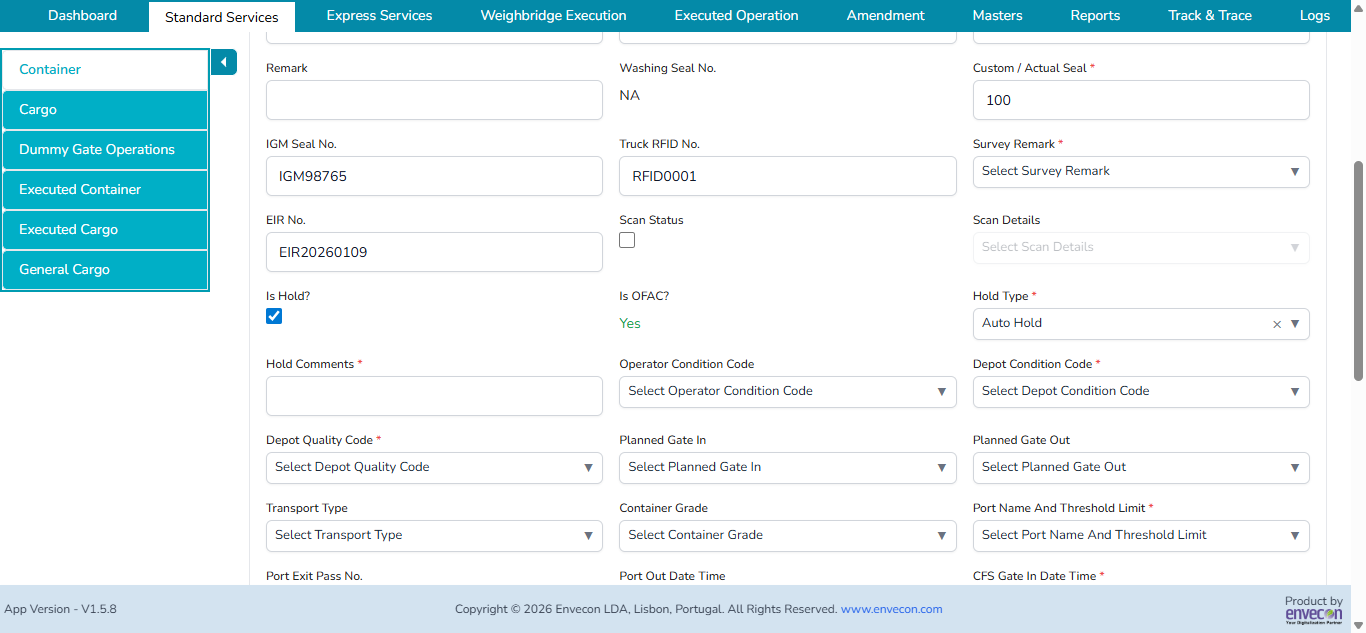 Dashboard
Standard Services
Express Services
Weighbridge Execution
Executed Operation
Amendment
Masters
Reports
Track & Trace
Logs
Container
Cargo
Dummy Gate Operations
Executed Container
Executed Cargo
General Cargo
Remark
Washing Seal No.
NA
Custom / Actual Seal *
100
IGM Seal No.
IGM98765
Truck RFID No.
RFID0001
Survey Remark *
Select Survey Remark
EIR No.
EIR20260109
Scan Status
Scan Details
Select Scan Details
Is Hold?
Is OFAC?
Yes
Hold Type *
Auto Hold
Hold Comments *
Operator Condition Code
Select Operator Condition Code
Depot Condition Code *
Select Depot Condition Code
Depot Quality Code *
Select Depot Quality Code
Planned Gate In
Select Planned Gate In
Planned Gate Out
Select Planned Gate Out
Transport Type
Select Transport Type
Container Grade
Select Container Grade
Port Name And Threshold Limit *
Select Port Name And Threshold Limit
Port Exit Pass No.
Port Out Date Time
CFS Gate In Date Time *
App Version - V1.5.8
Copyright © 2026 Envecon LDA, Lisbon, Portugal. All Rights Reserved. www.envecon.com
Product by
envecon
Your Digitalization Partner